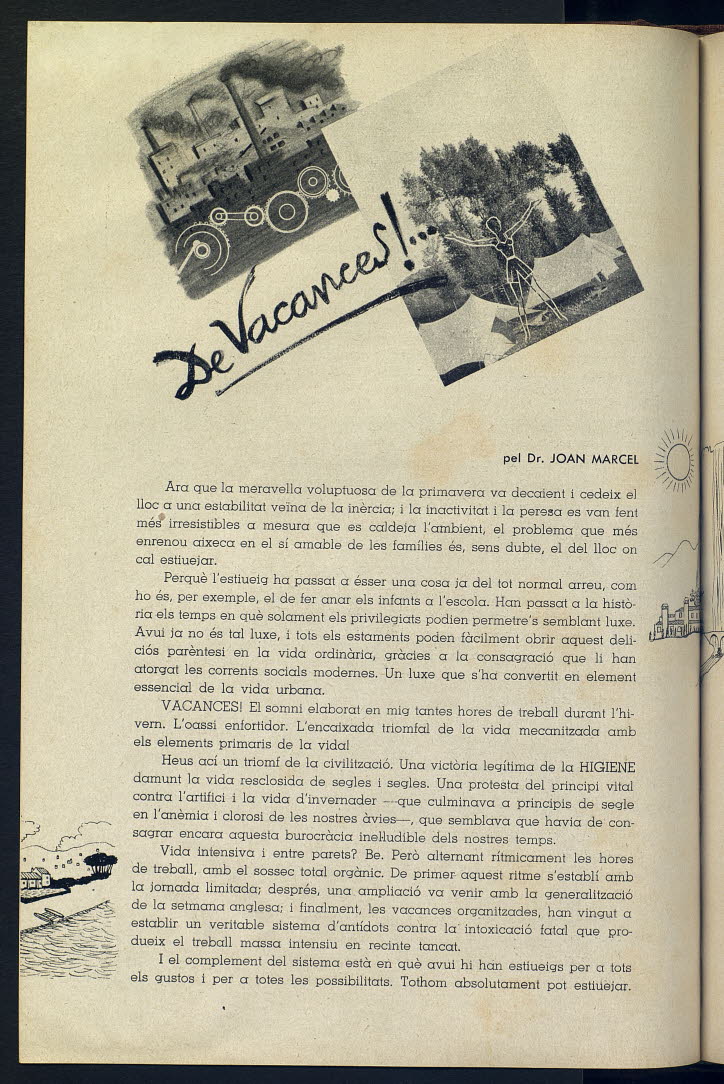 De Vacances!...
pel Dr. JOAN MARCEL
Ara que la meravella voluptuosa de la primavera va decaient i cedeix el
lloc a una estabilitat veïna de la inèrcia; i la inactivitat i la peresa es van fent
més irresistibles a mesura que es caldeja l'ambient, el problema que més
enrenou aixeca en el sí amable de les famílies és, sens dubte, el del lloc on
cal estiuejar.
Perquè l'estiueig ha passat a ésser una cosa ja del tot normal arreu, com
ho és, per exemple, el de fer anar els infants a l'escola. Han passat a la histò-
ria els temps en què solament els privilegiats podien permetre's semblant luxe.
Avui ja no és tal luxe, i tots els estaments poden fàcilment obrir aquest deli-
ciós parèntesi en la vida ordinària, gràcies a la consagració que li han
atorgat les corrents socials modernes. Un luxe que s'ha convertit en element
essencial de la vida urbana.
VACANCES! El somni elaborat en mig tantes hores de treball durant l'hi-
vern. L'oassi enfortidor. L'encaixada triomfal de la vida mecanitzada amb
els elements primaris de la vida!
Heus ací un triomf de la civilització. Una victòria legítima de la HIGIENE
damunt la vida resclosida de segles i segles. Una protesta del principi vital
contra l'artifici i la vida d'invernader —que culminava a principis de segle
en l'anèmia i clorosi de les nostres àvies—, que semblava que havia de con-
sagrar encara aquesta burocràcia inel·ludible dels nostres temps.
Vida intensiva i entre parets? Be. Però alternant rítmicament les hores
de treball, amb el sossec total orgànic. De primer aquest ritme s'establí amb
la jornada limitada; després, una ampliació va venir amb la generalització
de la setmana anglesa; i finalment, les vacances organitzades, han vingut a
establir un veritable sistema d'antídots contra la intoxicació fatal que pro-
dueix el treball massa intensiu en recinte tancat.
I el complement del sistema està en què avui hi han estiueigs per a tots
els gustos i per a totes les possibilitats. Tothom absolutament pot estiuejar.